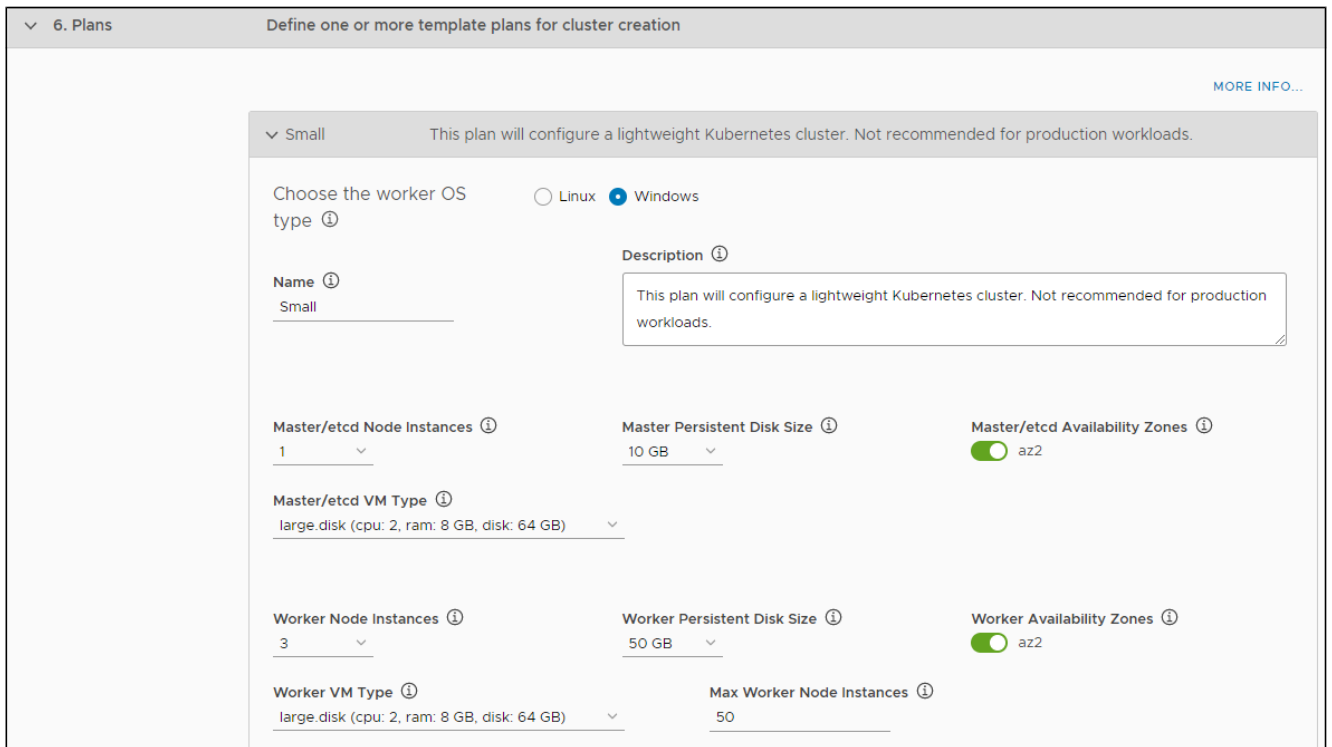 6. Plans Define one or more template plans for cluster creation
MORE INFO...
Small This plan will configure a lightweight Kubernetes cluster. Not recommended for production workloads.
Choose the worker OS
type
Linux Windows
Description
Name
Small
This plan will configure a lightweight Kubernetes cluster. Not recommended for production
workloads.
Master/etcd Node Instances Master Persistent Disk Size Master/etcd Availability Zones
1 10 GB az2
Master/etcd VM Type
large.disk (cpu: 2, ram: 8 GB, disk: 64 GB)
Worker Node Instances Worker Persistent Disk Size Worker Availability Zones
3 50 GB az2
Worker VM Type Max Worker Node Instances
large.disk (cpu: 2, ram: 8 GB, disk: 64 GB) 50